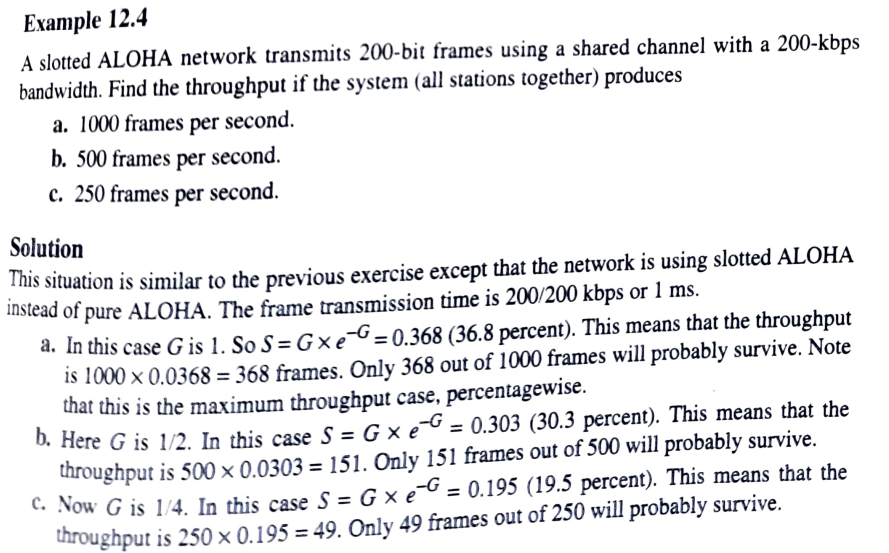 Example 12.4
A slotted ALOHA network transmits 200-bit frames using a shared channel with a 200-kbps
bandwidth. Find the throughput if the system (all stations together) produces
a. 1000 frames per second.
b. 500 frames per second.
c. 250 frames per second.
Solution
This situation is similar to the previous exercise except that the network is using slotted ALOHA
instead of pure ALOHA. The frame transmission time is 200/200 kbps or 1 ms.
a. In this case G is 1. So S = G × e⁻ᴳ = 0.368 (36.8 percent). This means that the throughput
is 1000 × 0.0368 = 368 frames. Only 368 out of 1000 frames will probably survive. Note
that this is the maximum throughput case, percentagewise.
b. Here G is 1/2. In this case S = G × e⁻ᴳ = 0.303 (30.3 percent). This means that the
throughput is 500 × 0.0303 = 151. Only 151 frames out of 500 will probably survive.
c. Now G is 1/4. In this case S = G × e⁻ᴳ = 0.195 (19.5 percent). This means that the
throughput is 250 × 0.195 = 49. Only 49 frames out of 250 will probably survive.